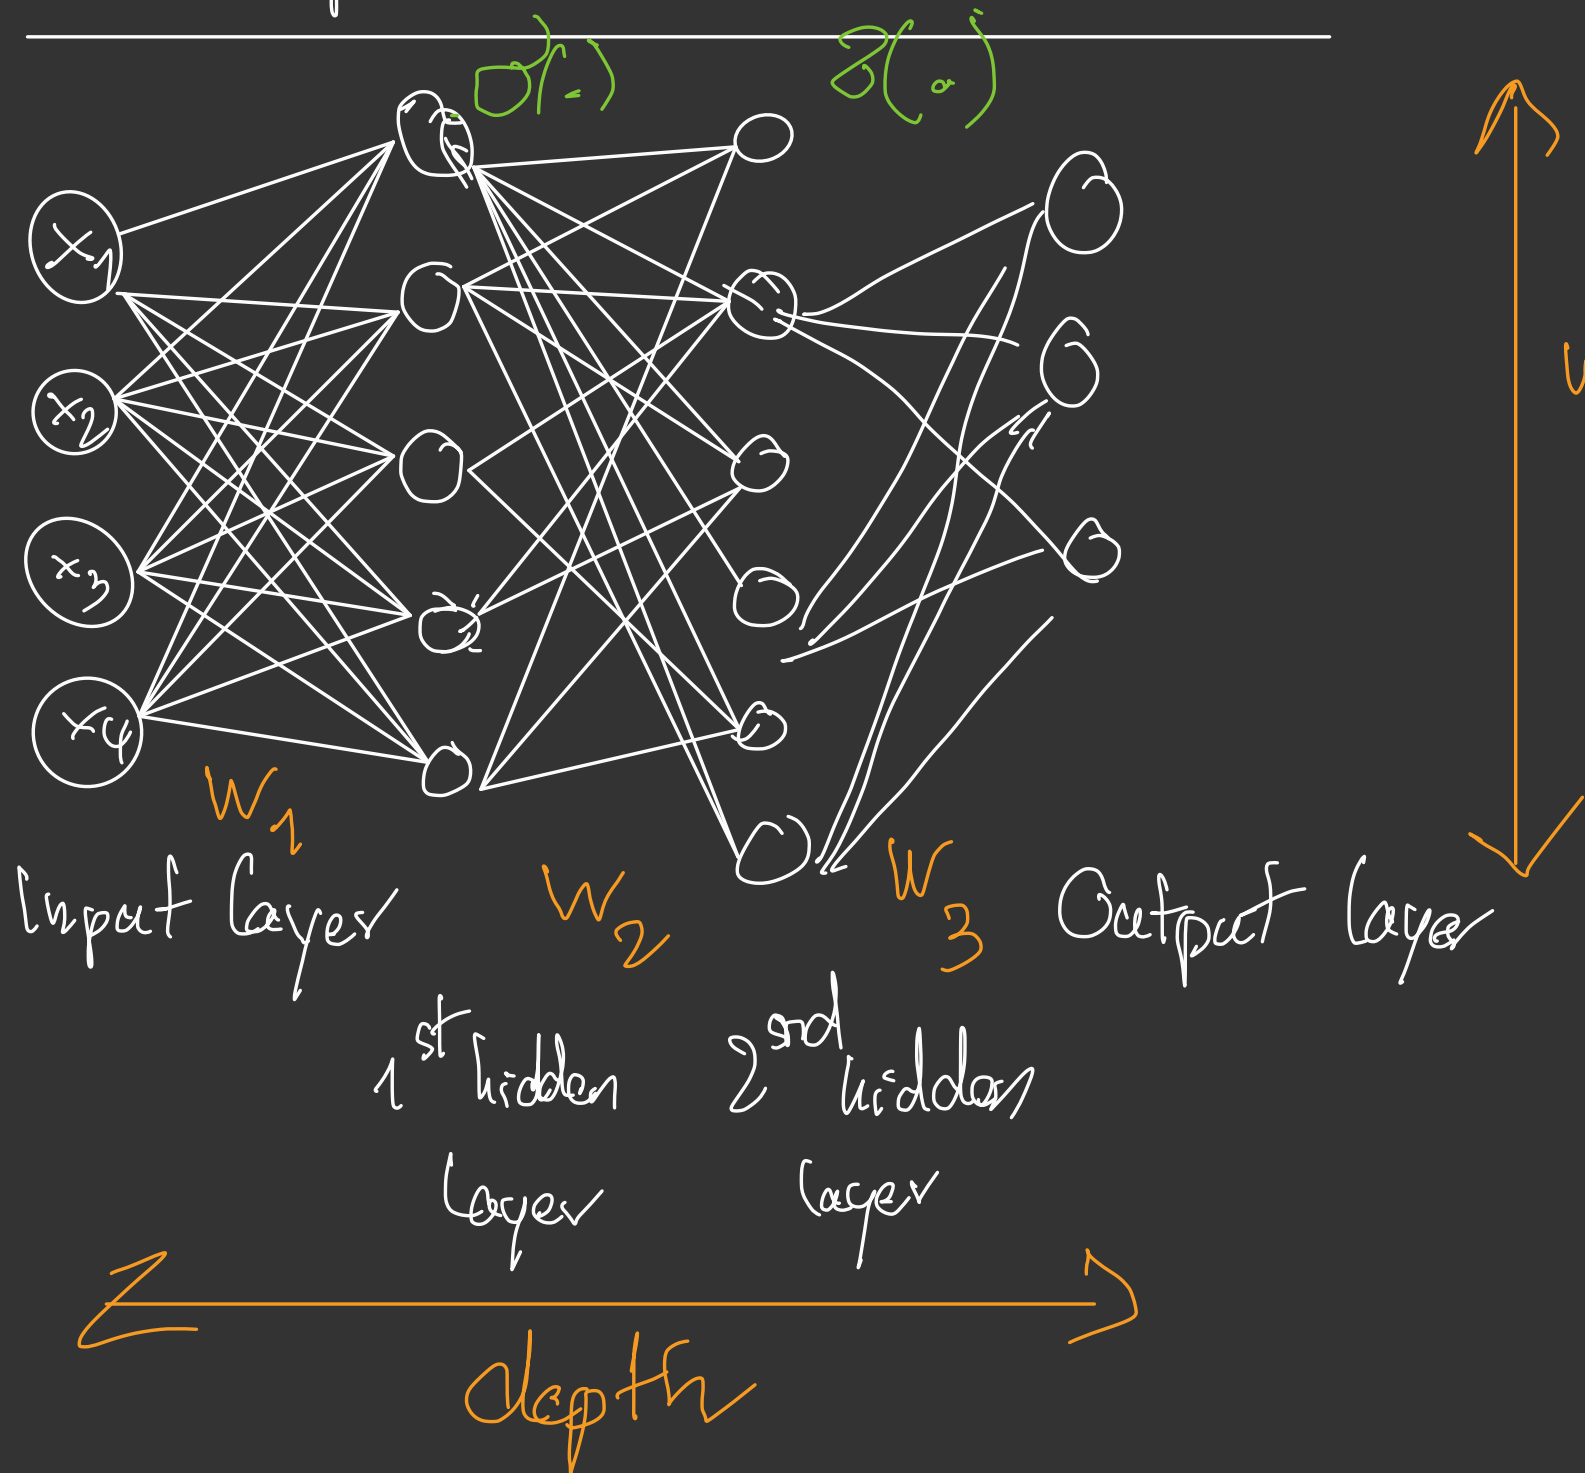 σ(.)
x1
x2
x3
x4
W1
W2
W3
Input layer
Output layer
1st hidden layer
2nd hidden layer
depth